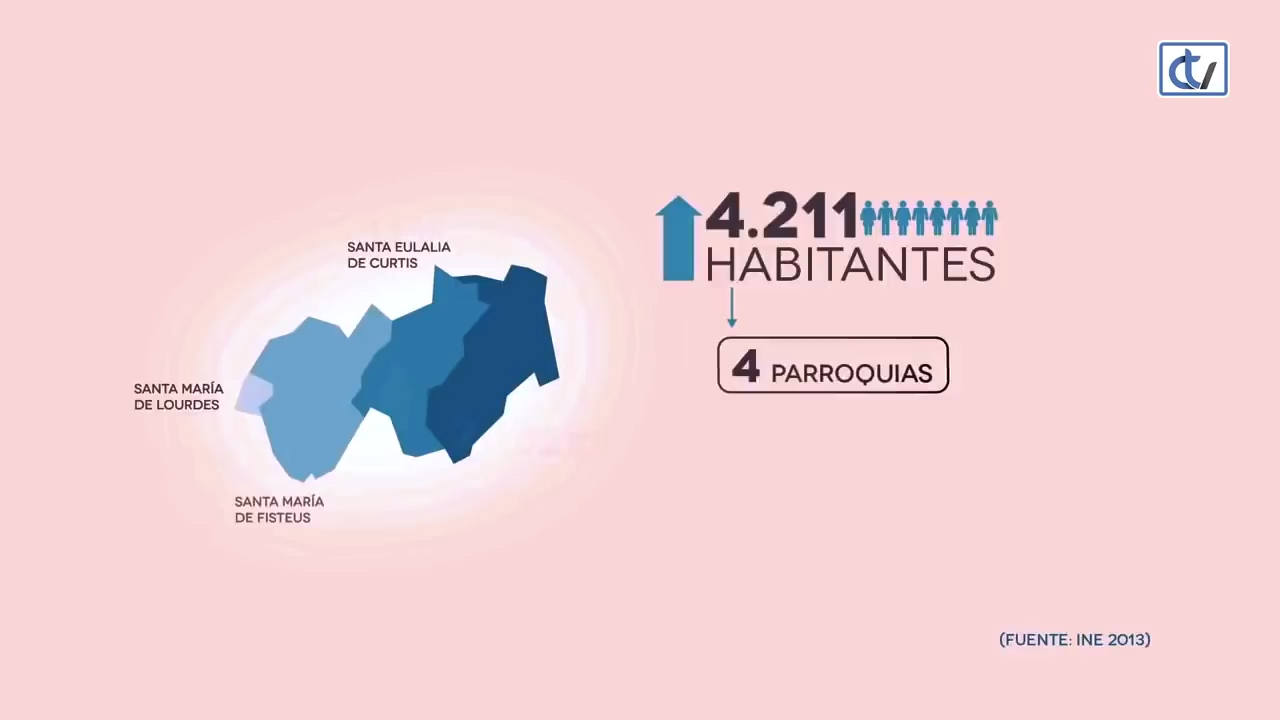 CTV
4.211
HABITANTES
4 PARROQUIAS
SANTA EULALIA
DE CURTIS
SANTA MARÍA
DE LOURDES
SANTA MARÍA
DE FISTEUS
(FUENTE: INE 2013)